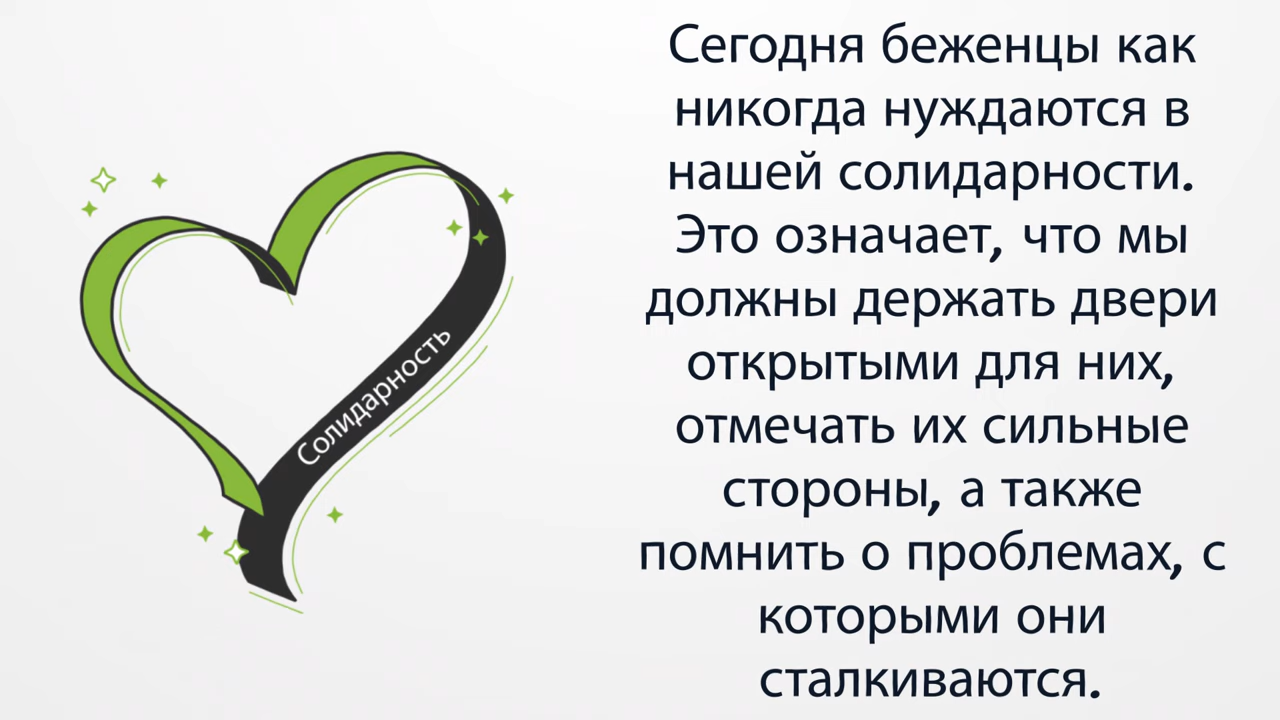 Солидарность
Сегодня беженцы как
никогда нуждаются в
нашей солидарности.
Это означает, что мы
должны держать двери
открытыми для них,
отмечать их сильные
стороны, а также
помнить о проблемах, с
которыми они
сталкиваются.